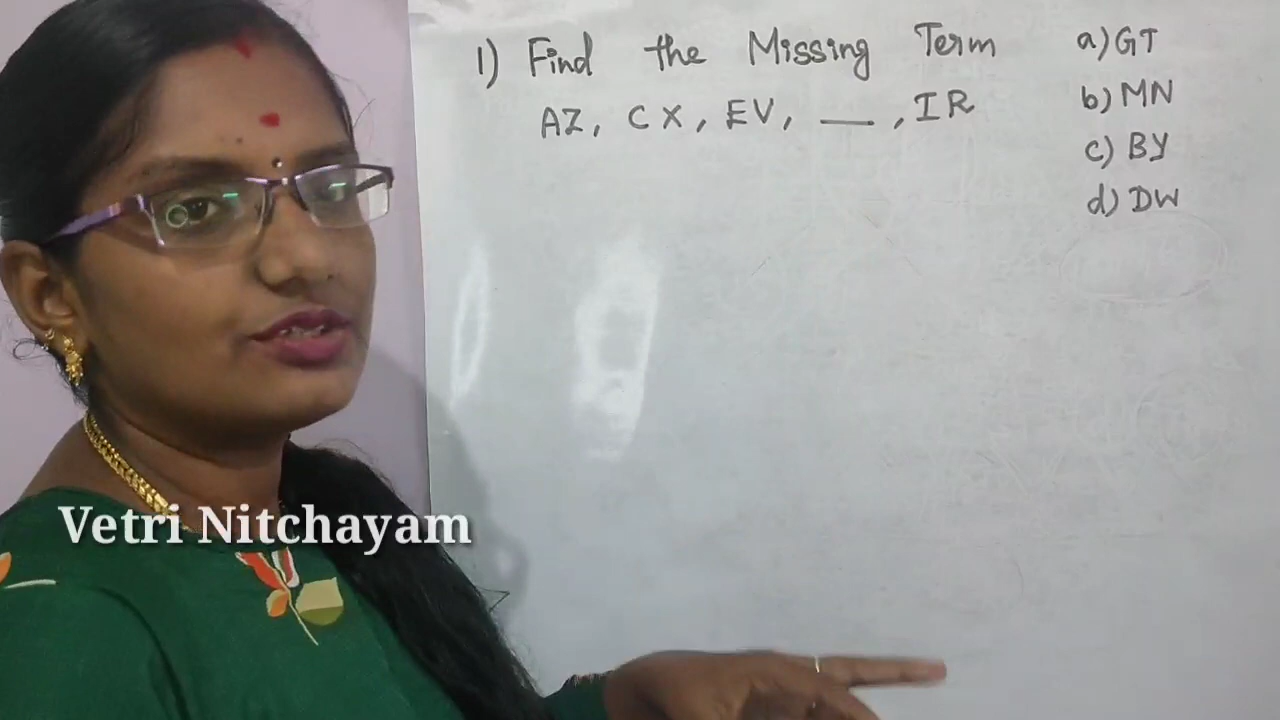 1) Find the Missing Term
AZ, CX, EV, __, IR
a) GT
b) MN
c) BY
d) DW
Vetri Nitchayam